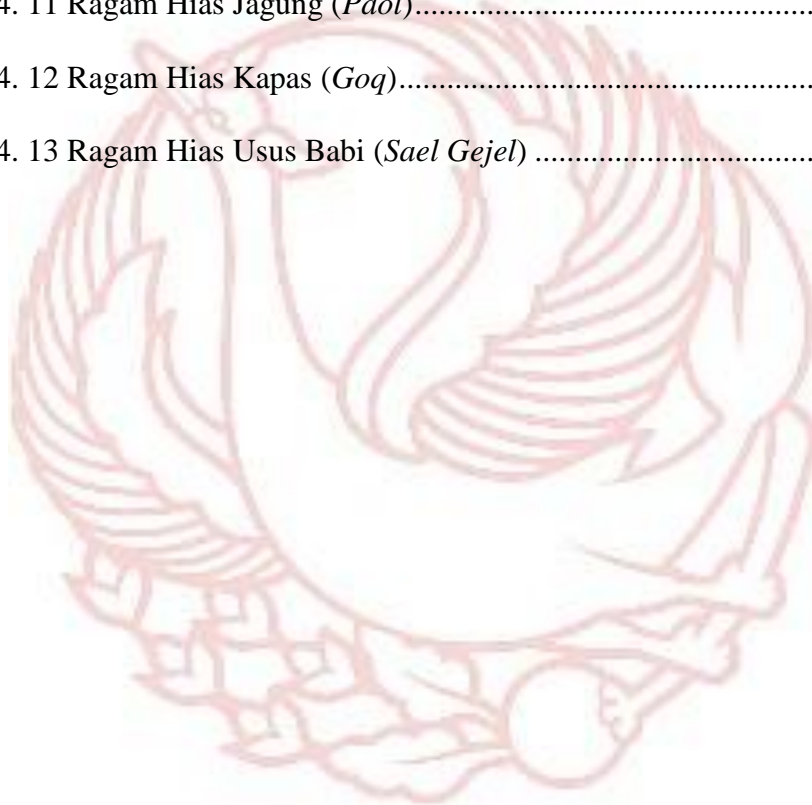 4. 11 Ragam Hias Jagung (Paol)................................................
4. 12 Ragam Hias Kapas (Goq)..................................................
4. 13 Ragam Hias Usus Babi (Sael Gejel) ..................................